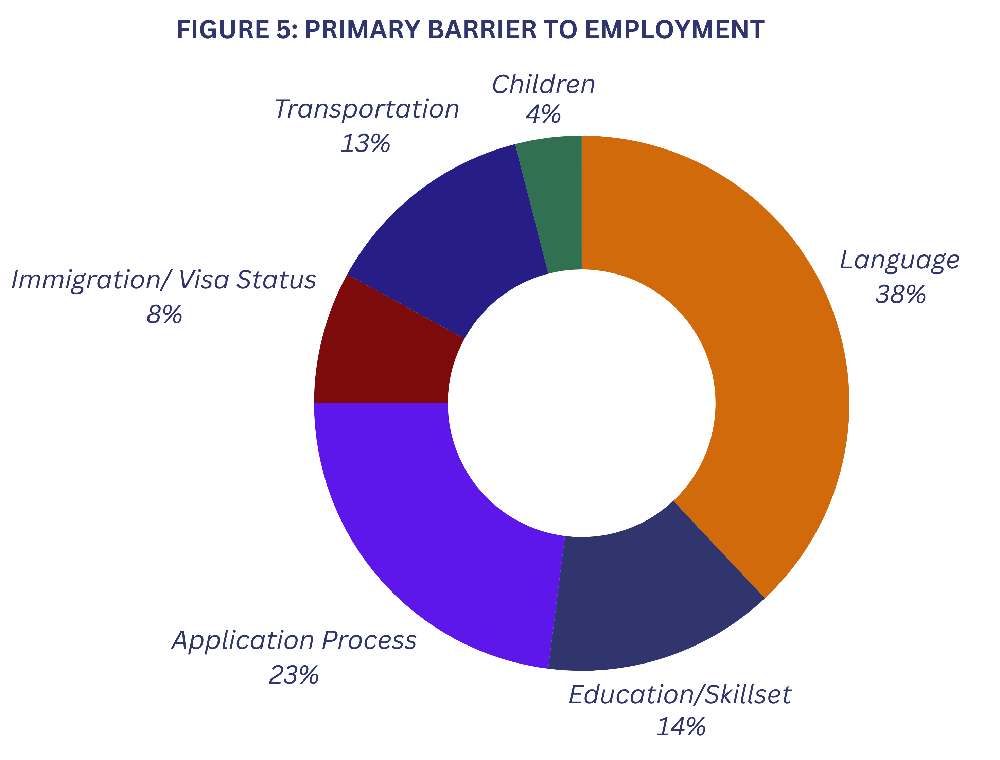 FIGURE 5: PRIMARY BARRIER TO EMPLOYMENT
Children
4%
Transportation
13%
Language
38%
Immigration/ Visa Status
8%
Application Process
23%
Education/Skillset
14%